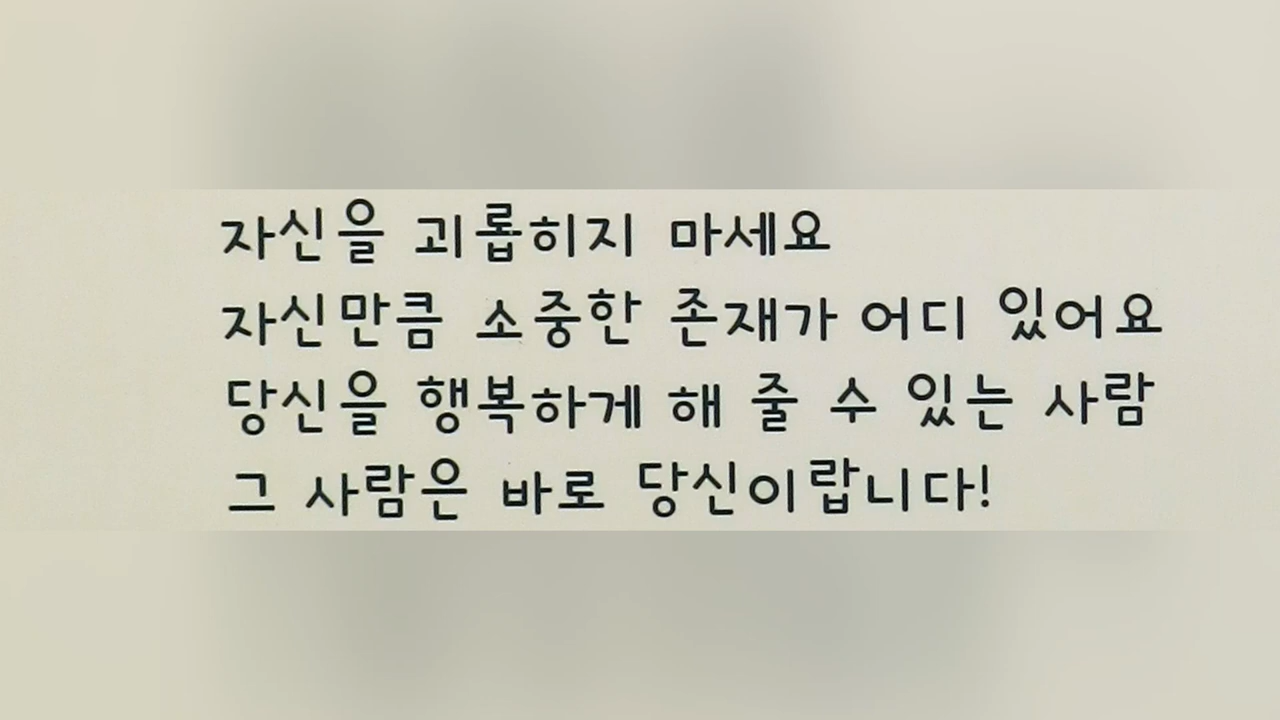 자신을 괴롭히지 마세요
자신만큼 소중한 존재가 어디 있어요
당신을 행복하게 해 줄 수 있는 사람
그 사람은 바로 당신이랍니다!